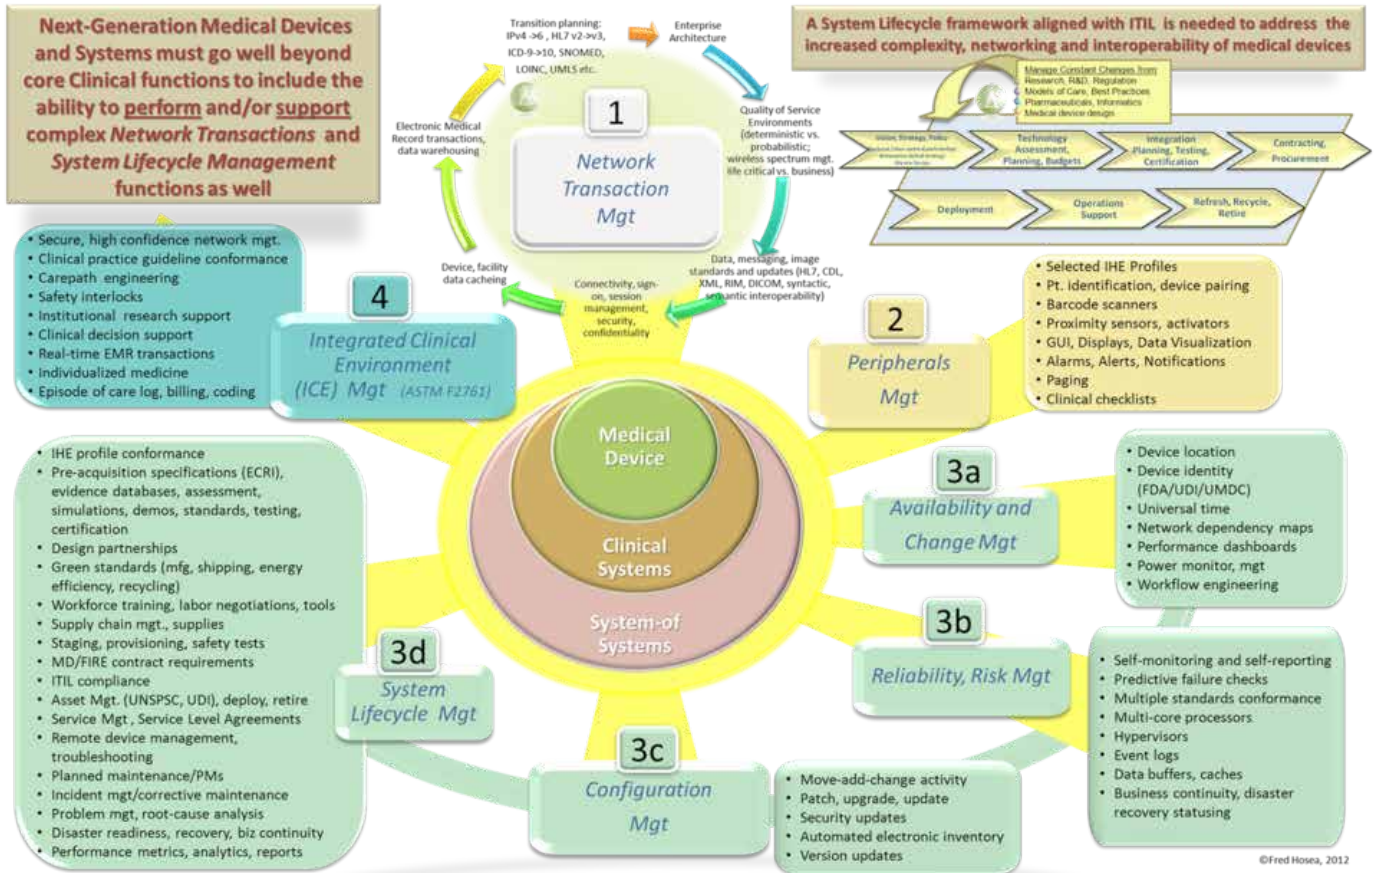 Next-Generation Medical Devices
and Systems must go well beyond
core Clinical functions to include the
ability to perform and/or support
complex Network Transactions and
System Lifecycle Management
functions as well
Transition planning:
IPv4 ->6 , HL7 v2->v3,
ICD-9->10, SNOMED,
LOINC, UMLS etc.
Enterprise
Architecture
Quality of Service
Environments
(deterministic vs.
probabilistic;
wireless spectrum mgt.
life critical vs. business)
Data, messaging, image
standards and updates (HL7, CDL,
XML, RIM, DICOM, syntactic,
semantic interoperability)
Connectivity, sign-
on, session
management,
security,
confidentiality
Device, facility
data cacheing
Electronic Medical
Record transactions,
data warehousing
1
Network
Transaction
Mgt
A System Lifecycle framework aligned with ITIL is needed to address the
increased complexity, networking and interoperability of medical devices
Manage Constant Changes from
Research, R&D, Regulation
Models of Care, Best Practices
Pharmaceuticals, Informatics
Medical device design
Vision, Strategy, Policy
Technology
Assessment,
Planning, Budgets
Integration
Planning, Testing,
Certification
Contracting,
Procurement
Deployment
Operations
Support
Refresh, Recycle,
Retire
• Secure, high confidence network mgt.
• Clinical practice guideline conformance
• Carepath engineering
• Safety interlocks
• Institutional research support
• Clinical decision support
• Real-time EMR transactions
• Individualized medicine
• Episode of care log, billing, coding
4
Integrated Clinical
Environment
(ICE) Mgt (ASTM F2761)
2
Peripherals
Mgt
• Selected IHE Profiles
• Pt. identification, device pairing
• Barcode scanners
• Proximity sensors, activators
• GUI, Displays, Data Visualization
• Alarms, Alerts, Notifications
• Paging
• Clinical checklists
Medical
Device
Clinical
Systems
System-of
Systems
3a
Availability and
Change Mgt
• Device location
• Device identity
(FDA/UDI/UMDC)
• Universal time
• Network dependency maps
• Performance dashboards
• Power monitor, mgt
• Workflow engineering
3b
Reliability, Risk Mgt
• Self-monitoring and self-reporting
• Predictive failure checks
• Multiple standards conformance
• Multi-core processors
• Hypervisors
• Event logs
• Data buffers, caches
• Business continuity, disaster
recovery statusing
3c
Configuration
Mgt
• Move-add-change activity
• Patch, upgrade, update
• Security updates
• Automated electronic inventory
• Version updates
3d
System
Lifecycle Mgt
• IHE profile conformance
• Pre-acquisition specifications (ECRI),
evidence databases, assessment,
simulations, demos, standards, testing,
certification
• Design partnerships
• Green standards (mfg, shipping, energy
efficiency, recycling)
• Workforce training, labor negotiations, tools
• Supply chain mgt., supplies
• Staging, provisioning, safety tests
• MD/FIRE contract requirements
• ITIL compliance
• Asset Mgt. (UNSPSC, UDI), deploy, retire
• Service Mgt , Service Level Agreements
• Remote device management,
troubleshooting
• Planned maintenance/PMs
• Incident mgt/corrective maintenance
• Problem mgt, root-cause analysis
• Disaster readiness, recovery, biz continuity
• Performance metrics, analytics, reports
©Fred Hosea, 2012